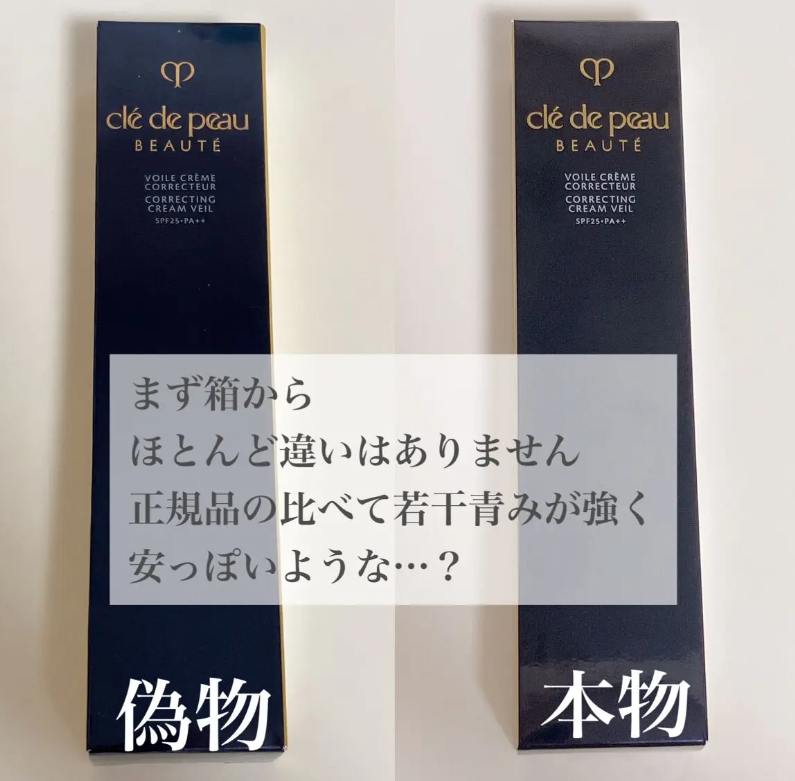 clé de peau
BEAUTÉ
VOILE CRÈME
CORRECTEUR
CORRECTING
CREAM VEIL
SPF25•PA++
clé de peau
BEAUTÉ
VOILE CRÈME
CORRECTEUR
CORRECTING
CREAM VEIL
SPF25•PA++
まず箱から
ほとんど違いはありません
正規品の比べて若干青みが強く
安っぽいような…？
偽物
本物